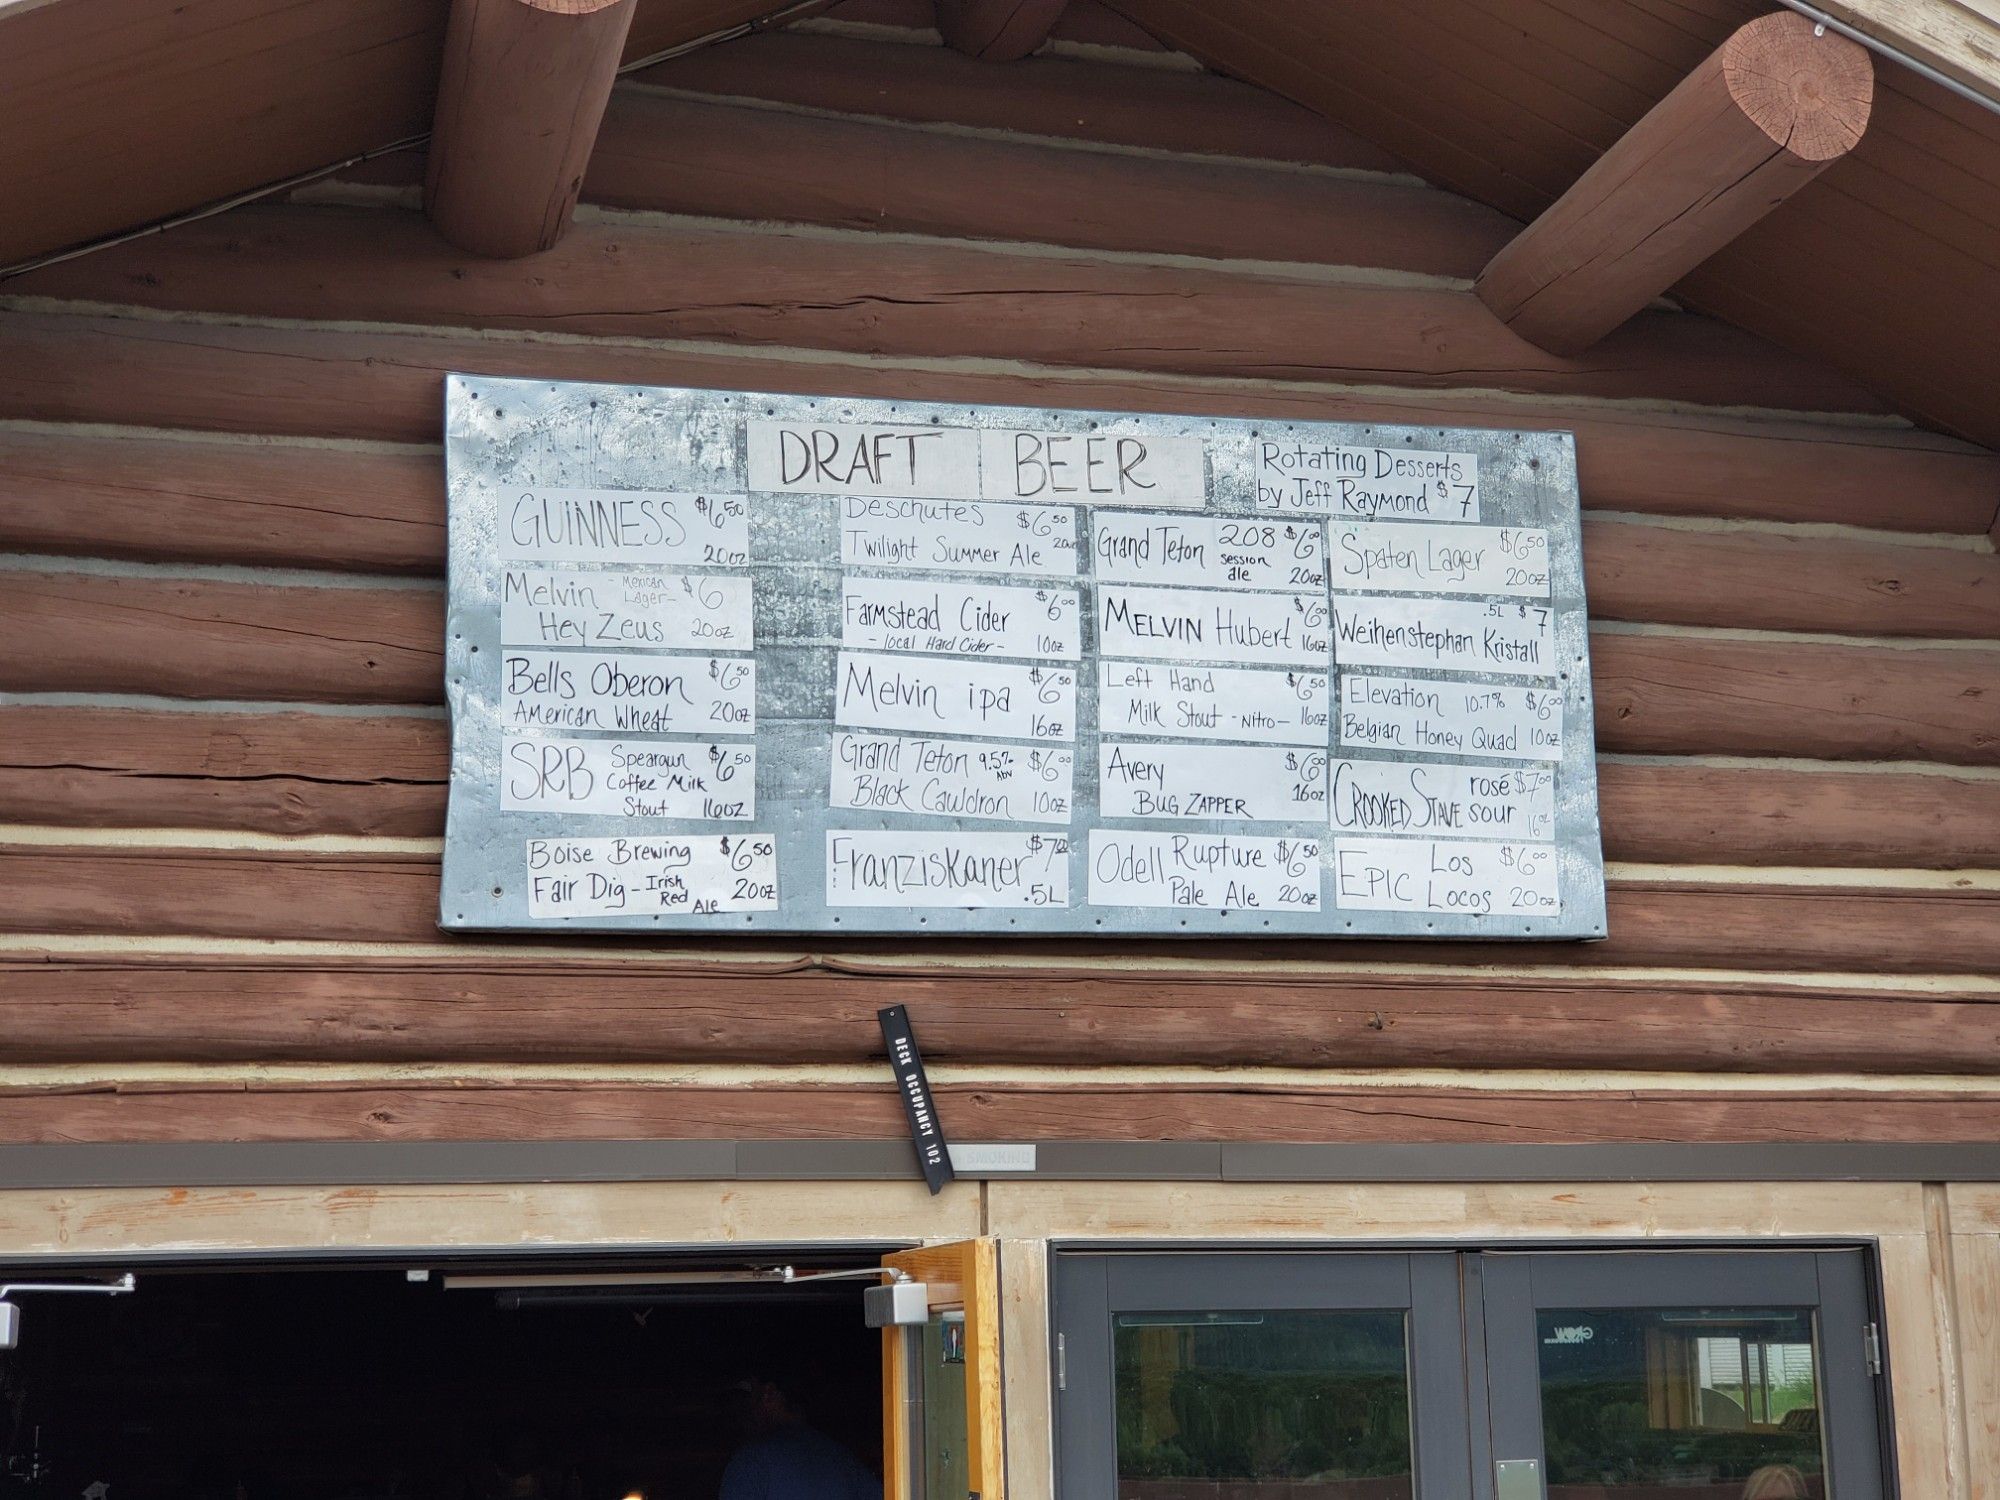 DRAFT BEER
Rotating Desserts
by Jeff Raymond $7
GUINNESS $6.50
20oz
Melvin - Mexican Lager - $6
Hey Zeus 20oz
Bells Oberon $6.50
American Wheat 20oz
SRB Speargun $6.50
Coffee Milk
Stout 16oz
Boise Brewing $6.50
Fair Dig - Irish Red Ale 20oz
Deschutes $6.50
Twilight Summer Ale 20oz
Farmstead Cider $6.00
- local Hard Cider - 10oz
Melvin ipa $6.50
16oz
Grand Teton 9.5% ABV $6.00
Black Cauldron 10oz
Franziskaner $7.00
.5L
Grand Teton 208 $6.00
session
ale 20oz
MELVIN Hubert $6.00
16oz
Left Hand $6.50
Milk Stout - Nitro - 16oz
Avery $6.00
BUG ZAPPER 16oz
Odell Rupture $6.50
Pale Ale 20oz
Spaten Lager $6.50
20oz
.5L $7
Weihenstephan Kristall
Elevation 10.7% $6.00
Belgian Honey Quad 10oz
CROOKED STAVE rosé $7.00
sour 16oz
EPIC Los $6.00
Locos 20oz
DECK OCCUPANCY 102
SMOKING
GROW